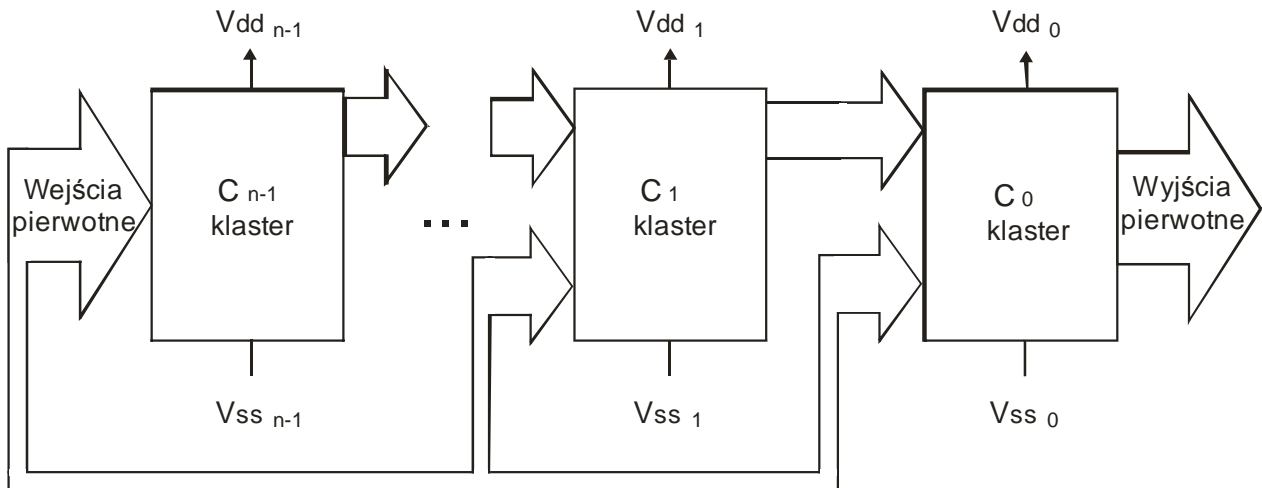 Vdd n-1
Vdd 1
Vdd 0
Wejścia
pierwotne
C n-1
klaster
...
C 1
klaster
C 0
klaster
Wyjścia
pierwotne
Vss n-1
Vss 1
Vss 0